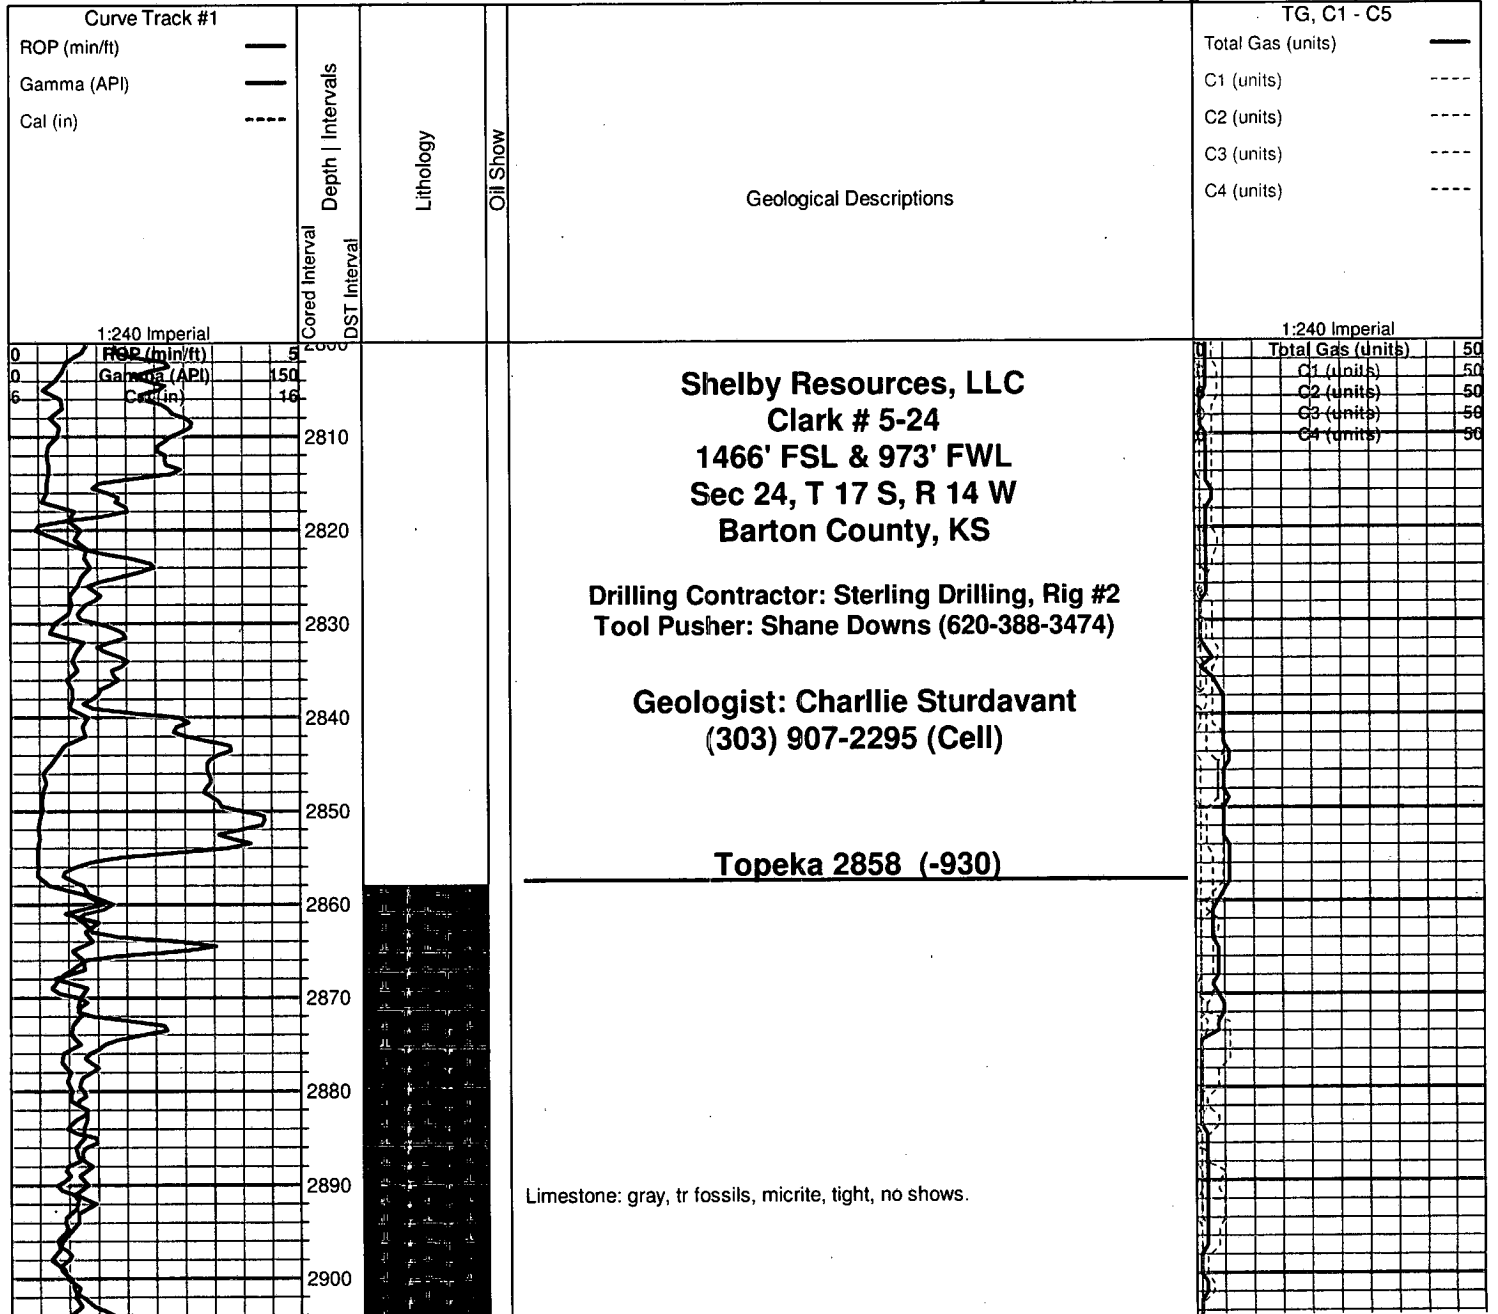 Curve Track #1
ROP (min/ft)
Gamma (API)
Cal (in)
1:240 Imperial
Depth | Intervals
Cored Interval
DST Interval
Lithology
Oil Show
Geological Descriptions
TG, C1 - C5
Total Gas (units)
C1 (units)
C2 (units)
C3 (units)
C4 (units)
1:240 Imperial
0 ROP (min/ft) 5
0 Gamma (API) 150
6 Cal (in) 16
2800
2810
2820
2830
2840
2850
2860
2870
2880
2890
2900
Shelby Resources, LLC
Clark # 5-24
1466' FSL & 973' FWL
Sec 24, T 17 S, R 14 W
Barton County, KS
Drilling Contractor: Sterling Drilling, Rig #2
Tool Pusher: Shane Downs (620-388-3474)
Geologist: Charllie Sturdavant
(303) 907-2295 (Cell)
Topeka 2858 (-930)
Limestone: gray, tr fossils, micrite, tight, no shows.
0 Total Gas (units) 50
C1 (units) 50
C2 (units) 50
C3 (units) 50
C4 (units) 50